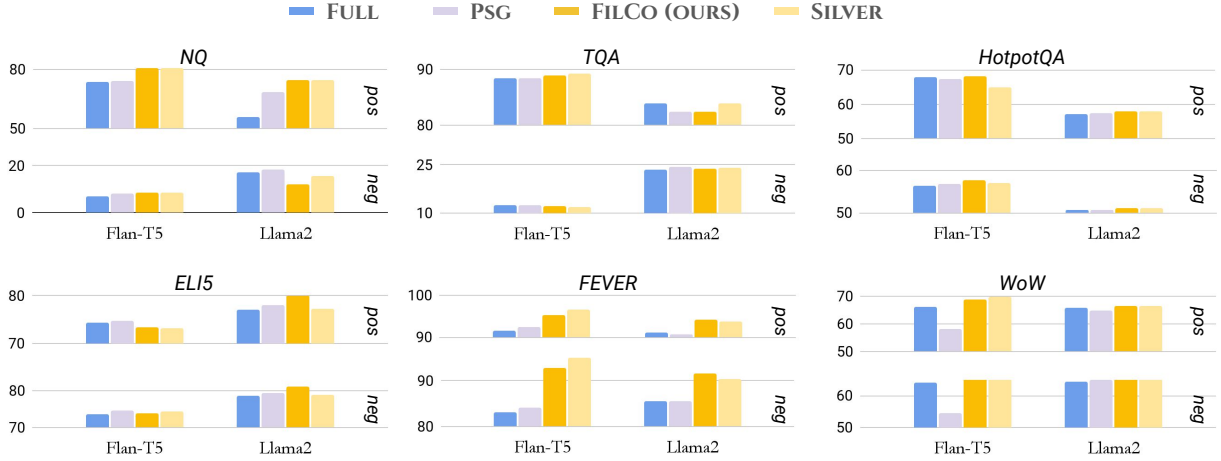 FULL PSG FILCO (OURS) SILVER
NQ TQA HotpotQA
80 50 pos 90 80 pos 70 60 50 pos
20 0 neg 25 10 neg 60 50 neg
Flan-T5 Llama2 Flan-T5 Llama2 Flan-T5 Llama2
ELI5 FEVER WoW
80 70 pos 100 90 pos 70 60 50 pos
80 70 neg 90 80 neg 60 50 neg
Flan-T5 Llama2 Flan-T5 Llama2 Flan-T5 Llama2